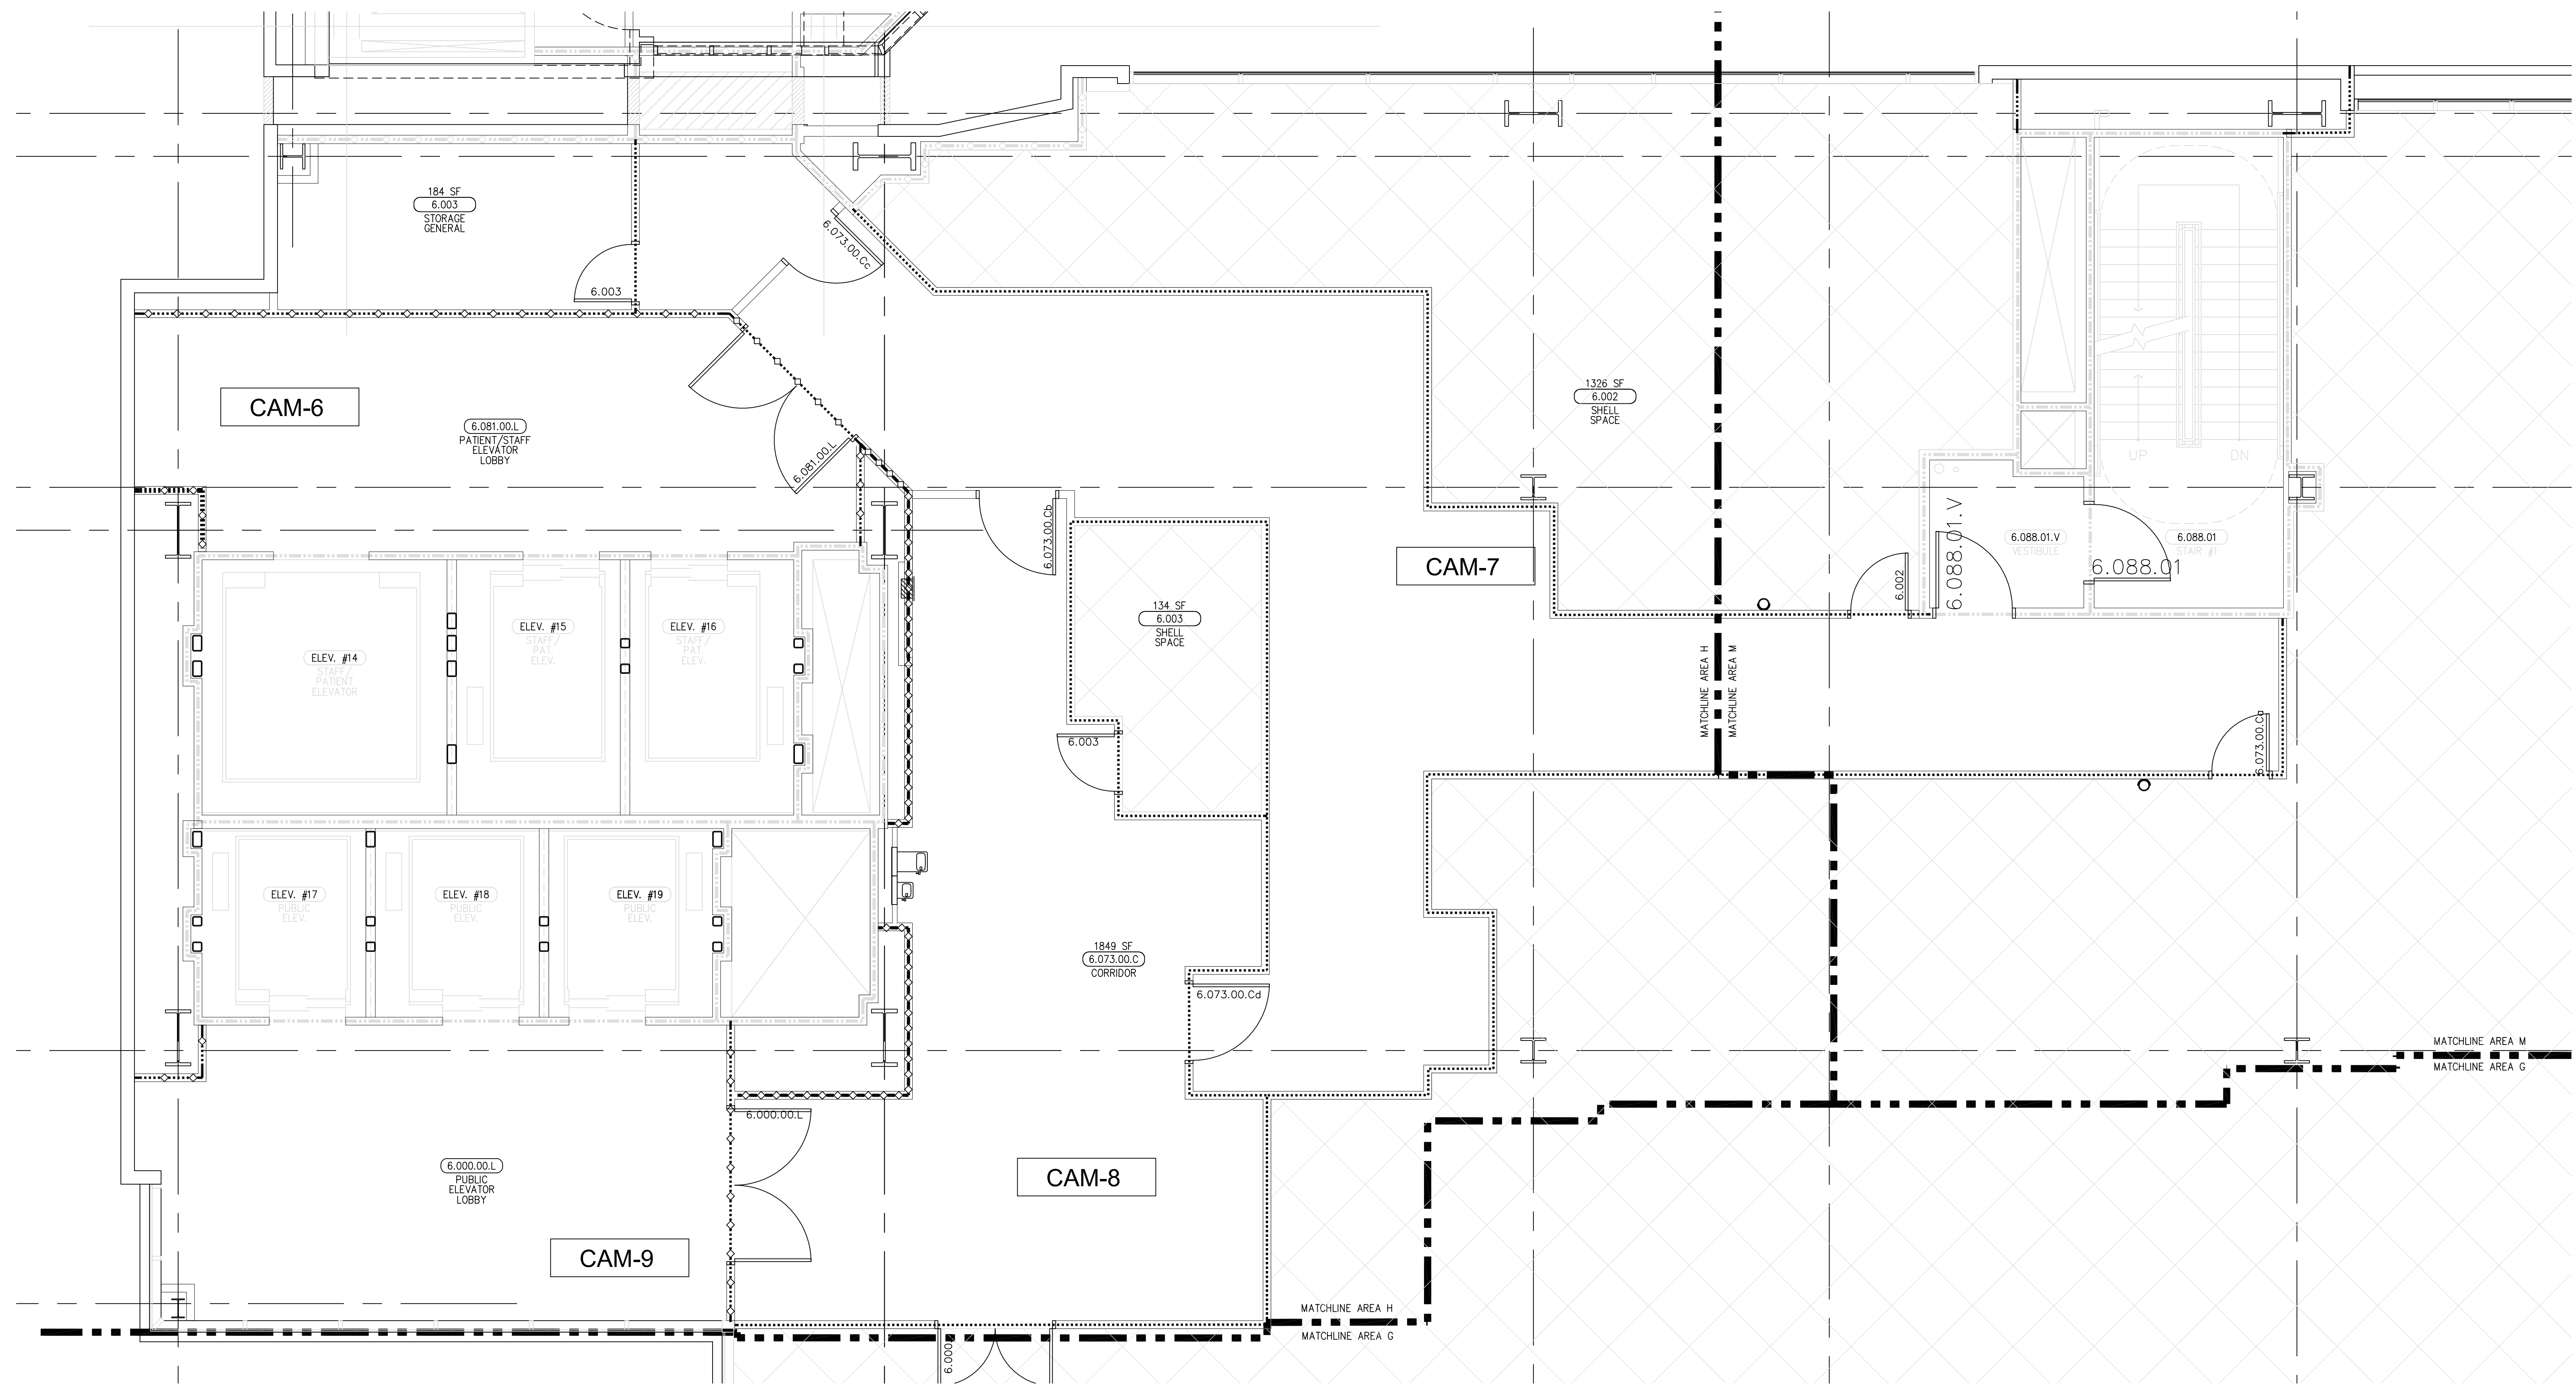 184 SF
6.003
STORAGE
GENERAL
6.073.00.Cc
6.003
CAM-6
6.081.00.L
PATIENT/STAFF
ELEVATOR
LOBBY
6.081.00.L
1326 SF
6.002
SHELL
SPACE
UP
DN
6.073.00.Cb
CAM-7
6.002
6.088.01.V
6.088.01.V
VESTIBULE
6.088.01
STAIR #1
6.088.01
134 SF
6.003
SHELL
SPACE
6.003
ELEV. #14
STAFF/
PATIENT
ELEVATOR
ELEV. #15
STAFF/
PAT.
ELEV.
ELEV. #16
STAFF/
PAT.
ELEV.
MATCHLINE AREA H
MATCHLINE AREA M
ELEV. #17
PUBLIC
ELEV.
ELEV. #18
PUBLIC
ELEV.
ELEV. #19
PUBLIC
ELEV.
1849 SF
6.073.00.C
CORRIDOR
6.073.00.Cd
MATCHLINE AREA M
MATCHLINE AREA G
6.000.00.L
6.000.00.L
PUBLIC
ELEVATOR
LOBBY
CAM-8
CAM-9
MATCHLINE AREA H
MATCHLINE AREA G